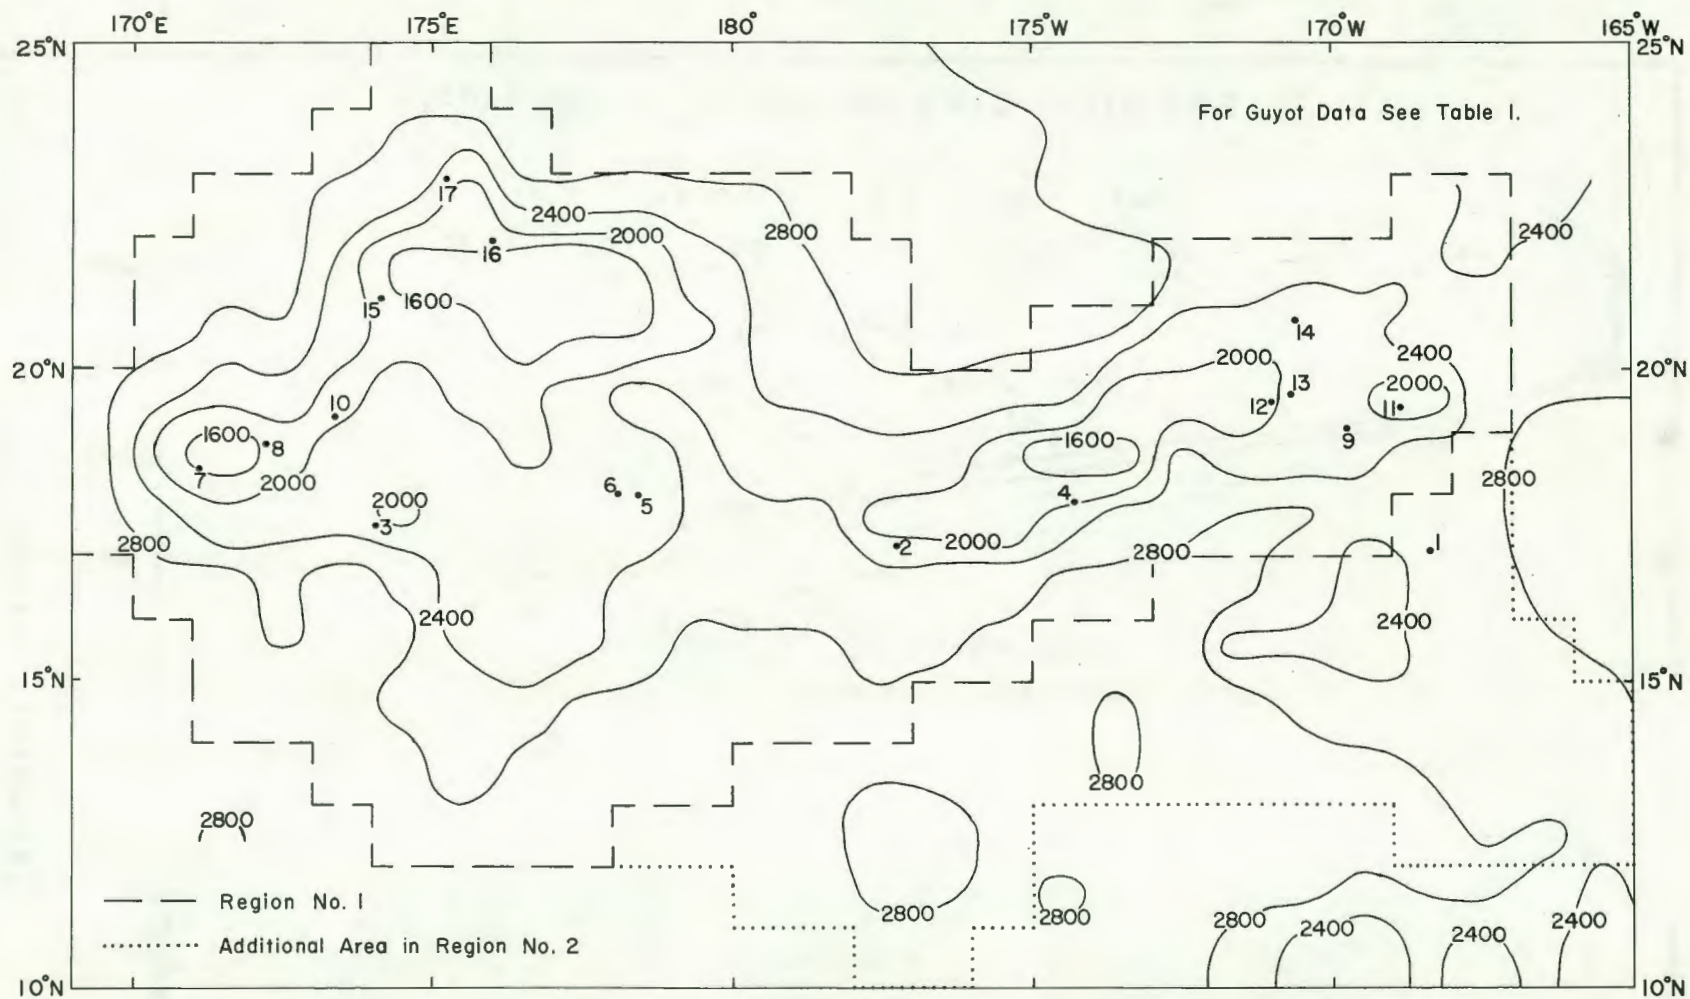 170°E 175°E 180° 175°W 170°W 165°W
25°N 25°N
For Guyot Data See Table I.
17
2400
2000 2800 2400
16
1600
15
14
20°N 2000 2400 20°N
13
2000
12 11
10
1600 8 1600 9
7 2000 2800
6 5 4
2000
3
2800 2 2000 2800 1
2400 2400
15°N 15°N
2800
2800
2800 2800 2800 2400 2400 2400
Region No. I
Additional Area in Region No. 2
10°N 10°N